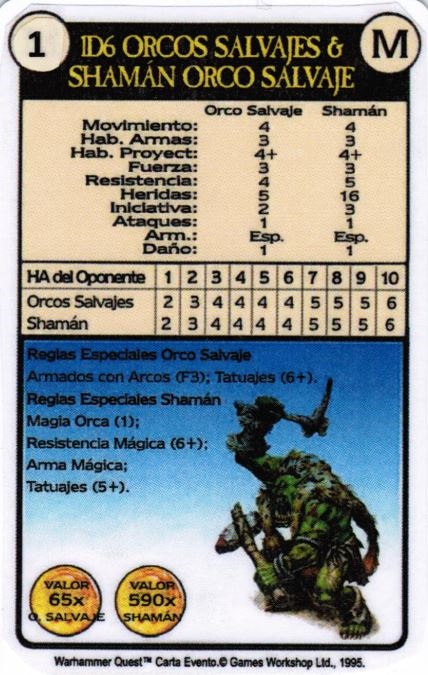 1
1D6 ORCOS SALVAJES &
SHAMÁN ORCO SALVAJE
M
Orco Salvaje Shamán
Movimiento: 4 4
Hab. Armas: 3 3
Hab. Proyect: 4+ 4+
Fuerza: 3 3
Resistencia: 4 5
Heridas: 5 16
Iniciativa: 2 3
Ataques: 1 1
Arm.: Esp. Esp.
Daño: 1 1
HA del Oponente 1 2 3 4 5 6 7 8 9 10
Orcos Salvajes 2 3 4 4 4 4 5 5 5 6
Shamán 2 3 4 4 4 4 5 5 5 6
Reglas Especiales Orco Salvaje
Armados con Arcos (F3); Tatuajes (6+).
Reglas Especiales Shamán
Magia Orca (1);
Resistencia Mágica (6+);
Arma Mágica;
Tatuajes (5+).
VALOR
65x
O. SALVAJE
VALOR
590x
SHAMÁN
Warhammer Quest™ Carta Evento.© Games Workshop Ltd., 1995.